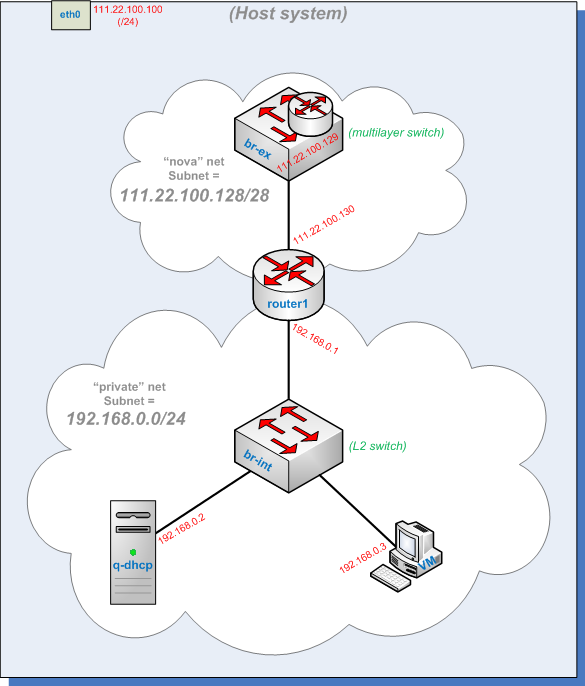 eth0
111.22.100.100
(/24)
(Host system)
br-ex
111.22.100.129
(multilayer switch)
“nova” net
Subnet =
111.22.100.128/28
111.22.100.130
router1
192.168.0.1
“private” net
Subnet =
192.168.0.0/24
br-int
(L2 switch)
192.168.0.2
q-dhcp
192.168.0.3
VM